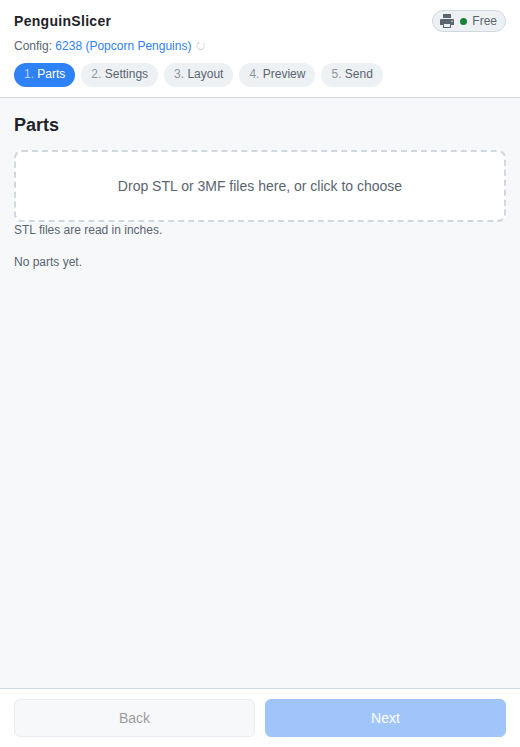 PenguinSlicer
Free
Config: 6238 (Popcorn Penguins)
1. Parts
2. Settings
3. Layout
4. Preview
5. Send
Parts
Drop STL or 3MF files here, or click to choose
STL files are read in inches.
No parts yet.
Back
Next